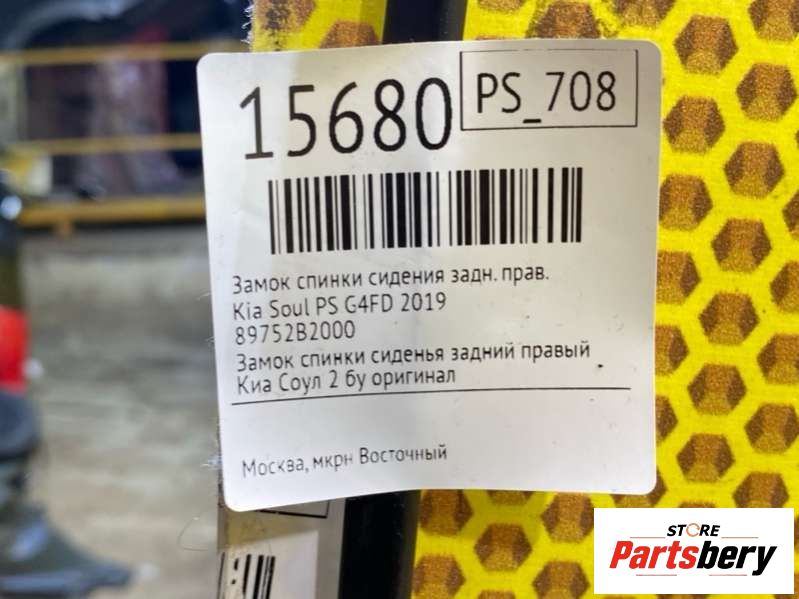 15680
PS_708
Замок спинки сидения задн. прав.
Kia Soul PS G4FD 2019
89752B2000
Замок спинки сиденья задний правый
Киа Соул 2 бу оригинал
Москва, мкрн Восточный
STORE
Partsbery